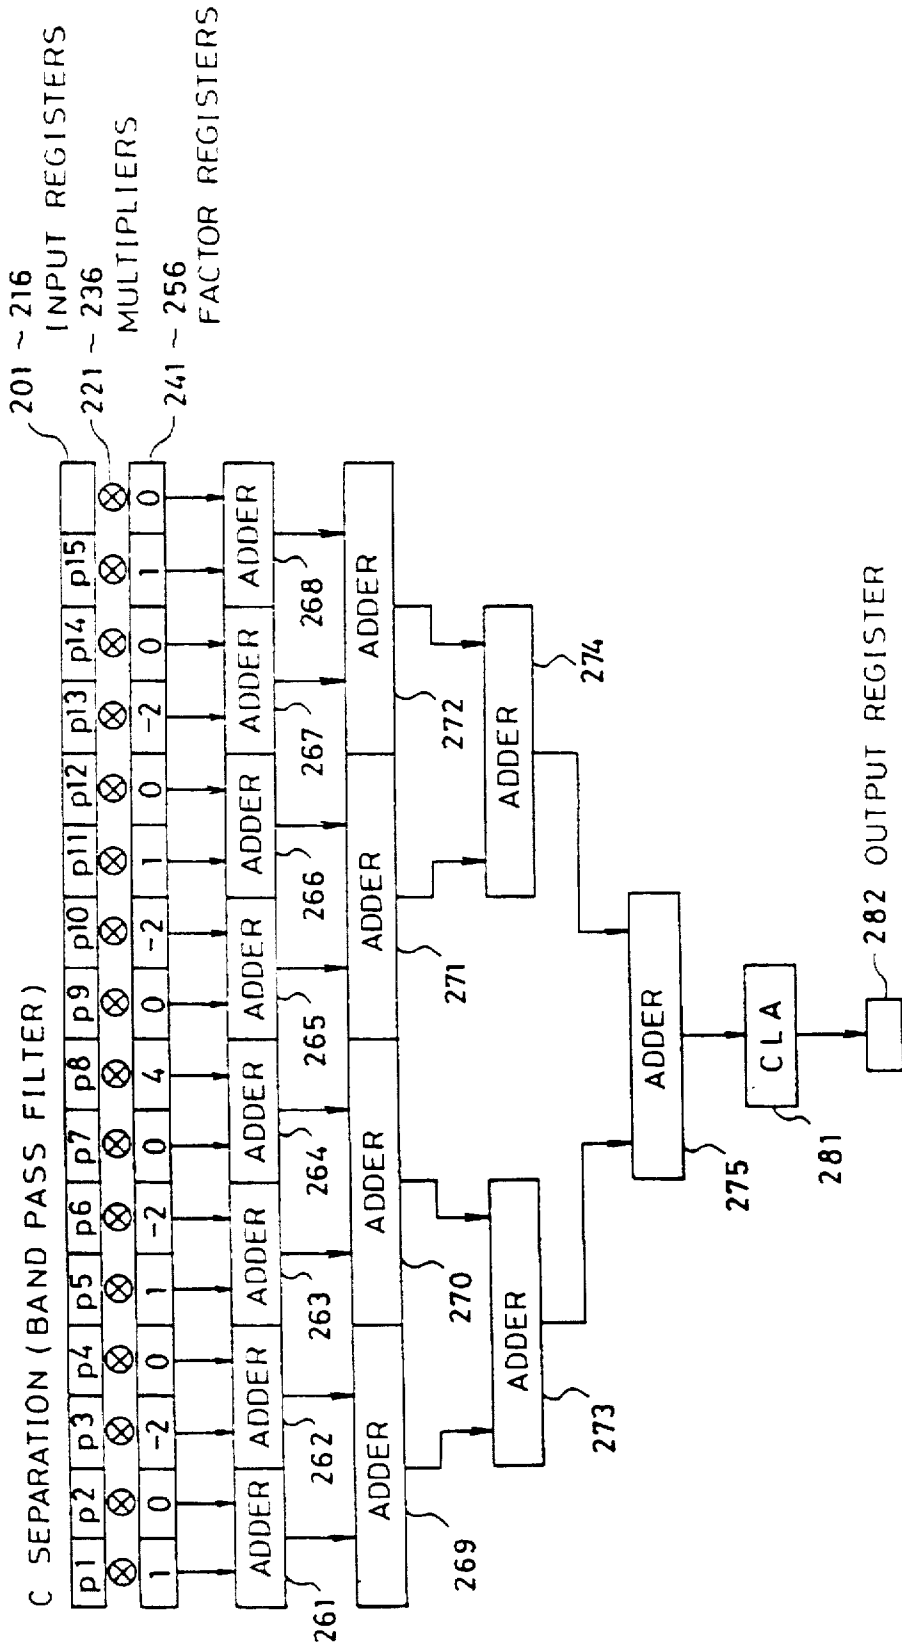 C SEPARATION (BAND PASS FILTER)
201 ~ 216
INPUT REGISTERS
p1 p2 p3 p4 p5 p6 p7 p8 p9 p10 p11 p12 p13 p14 p15
221 ~ 236
MULTIPLIERS
1 0 -2 0 1 -2 0 4 0 -2 1 0 -2 0 1 0
241 ~ 256
FACTOR REGISTERS
ADDER ADDER ADDER ADDER ADDER ADDER ADDER ADDER
261 262 263 264 265 266 267 268
ADDER ADDER ADDER ADDER
269 270 271 272
ADDER ADDER
273 274
ADDER
275
CLA
281
282 OUTPUT REGISTER